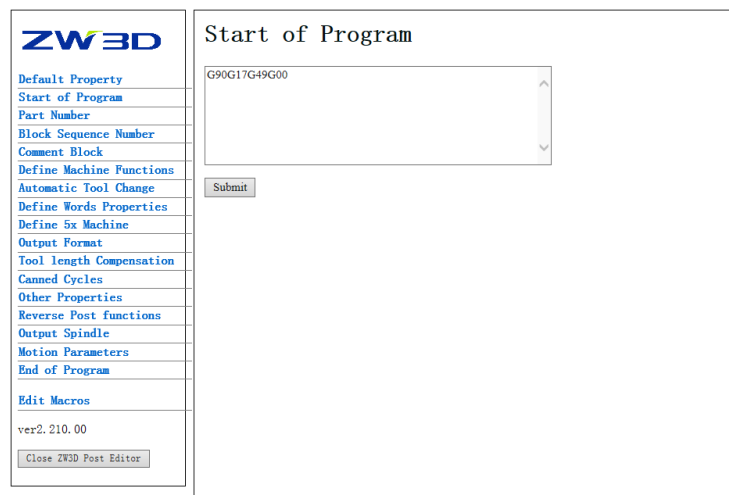 ZW3D
Default Property
Start of Program
Part Number
Block Sequence Number
Comment Block
Define Machine Functions
Automatic Tool Change
Define Words Properties
Define 5x Machine
Output Format
Tool length Compensation
Canned Cycles
Other Properties
Reverse Post functions
Output Spindle
Motion Parameters
End of Program
Edit Macros
ver2.210.00
Close ZW3D Post Editor
Start of Program
G90G17G49G00
Submit